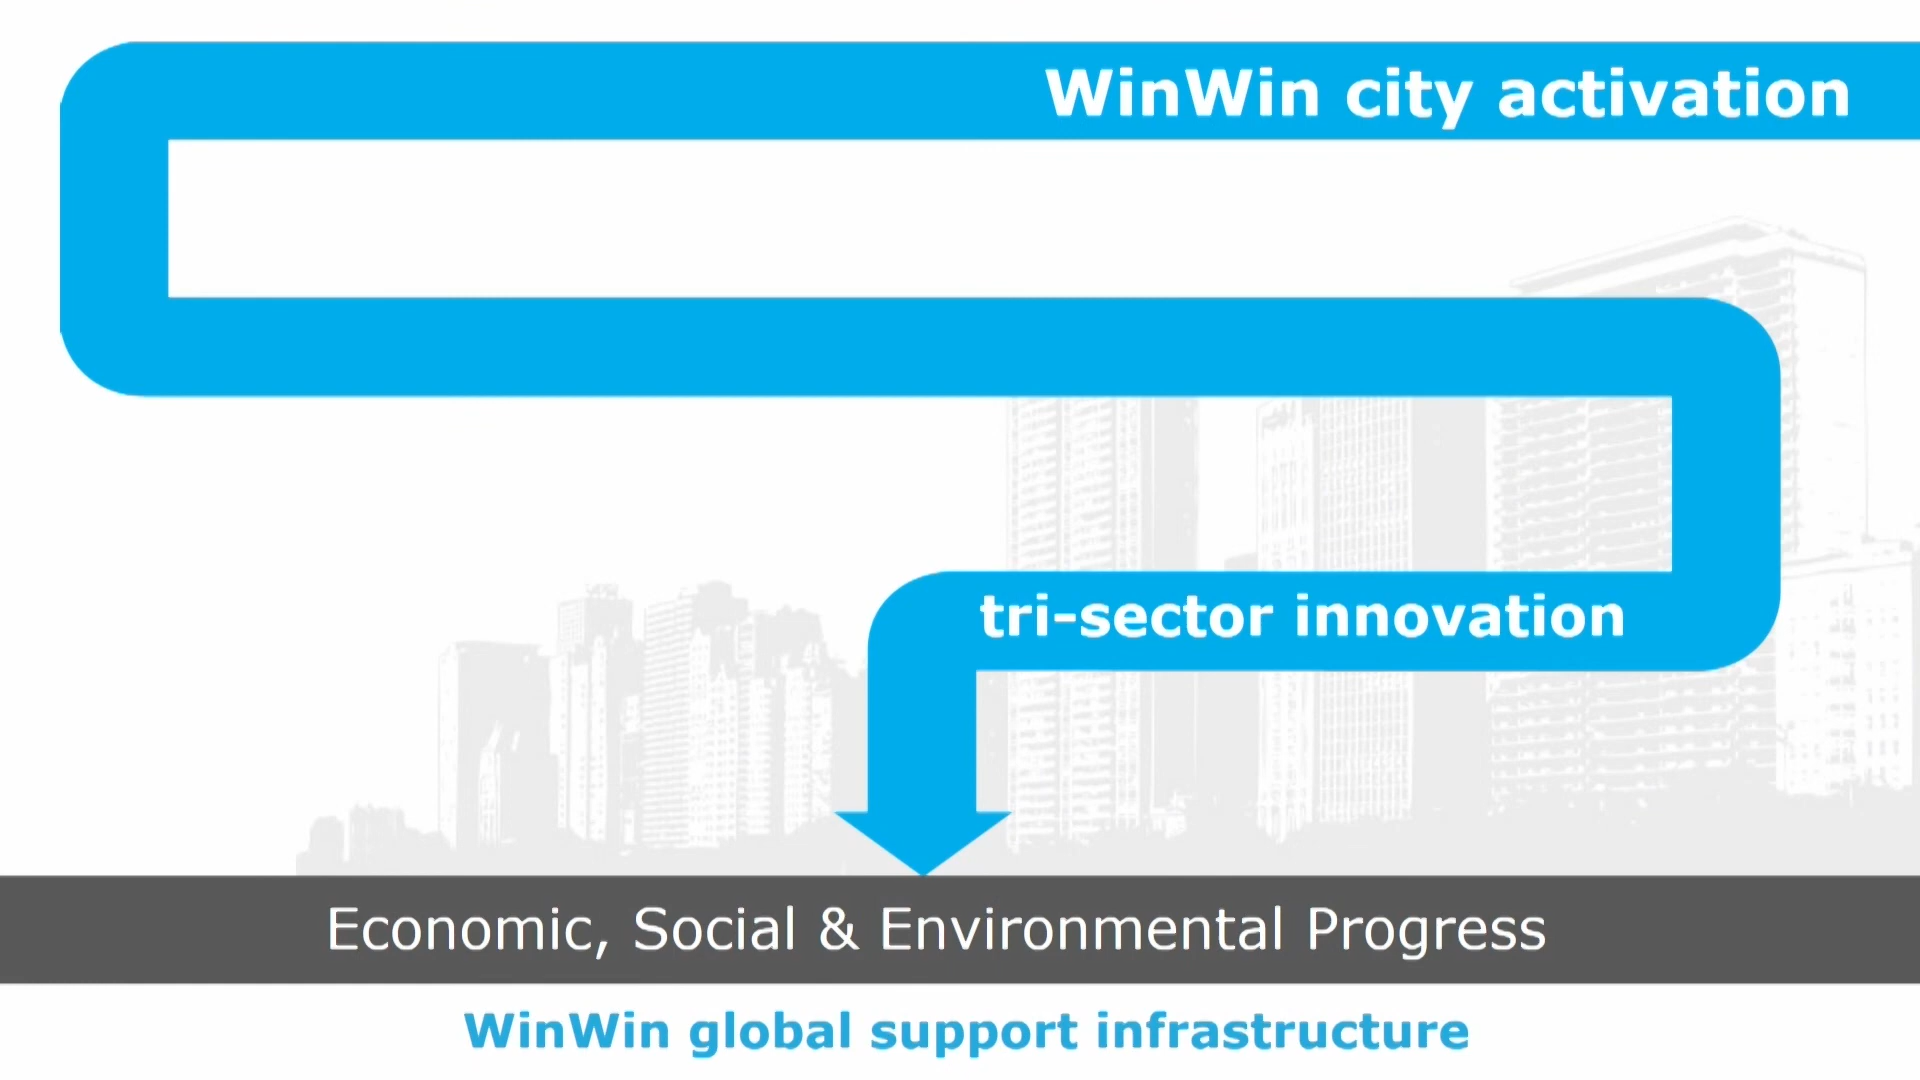 WinWin city activation
tri-sector innovation
Economic, Social & Environmental Progress
WinWin global support infrastructure